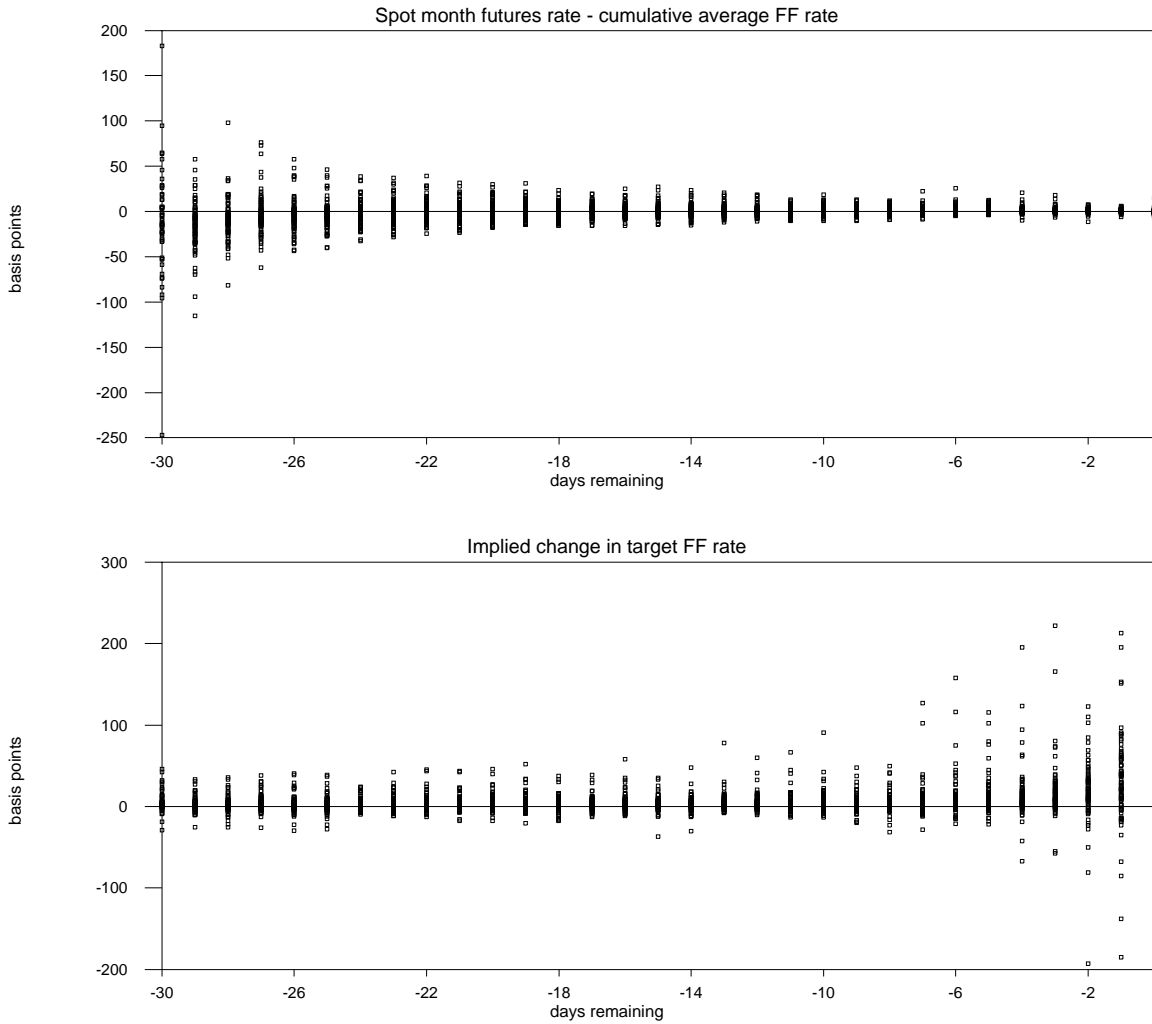 Spot month futures rate - cumulative average FF rate
200
150
100
50
0
-50
-100
-150
-200
-250
basis points
-30 -26 -22 -18 -14 -10 -6 -2
days remaining
Implied change in target FF rate
300
200
100
0
-100
-200
basis points
-30 -26 -22 -18 -14 -10 -6 -2
days remaining